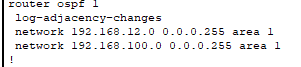 router ospf 1
log-adjacency-changes
network 192.168.12.0 0.0.0.255 area 1
network 192.168.100.0 0.0.0.255 area 1
!